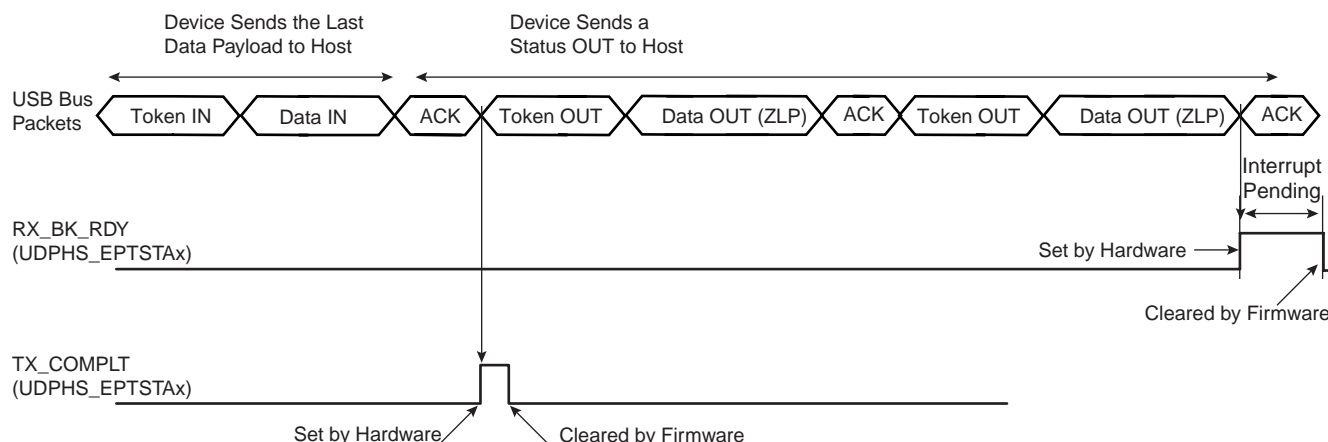 Device Sends the Last
Data Payload to Host
Device Sends a
Status OUT to Host
USB Bus
Packets
Token IN
Data IN
ACK
Token OUT
Data OUT (ZLP)
ACK
Token OUT
Data OUT (ZLP)
ACK
Interrupt
Pending
RX_BK_RDY
(UDPHS_EPTSTAx)
Set by Hardware
Cleared by Firmware
TX_COMPLT
(UDPHS_EPTSTAx)
Set by Hardware
Cleared by Firmware